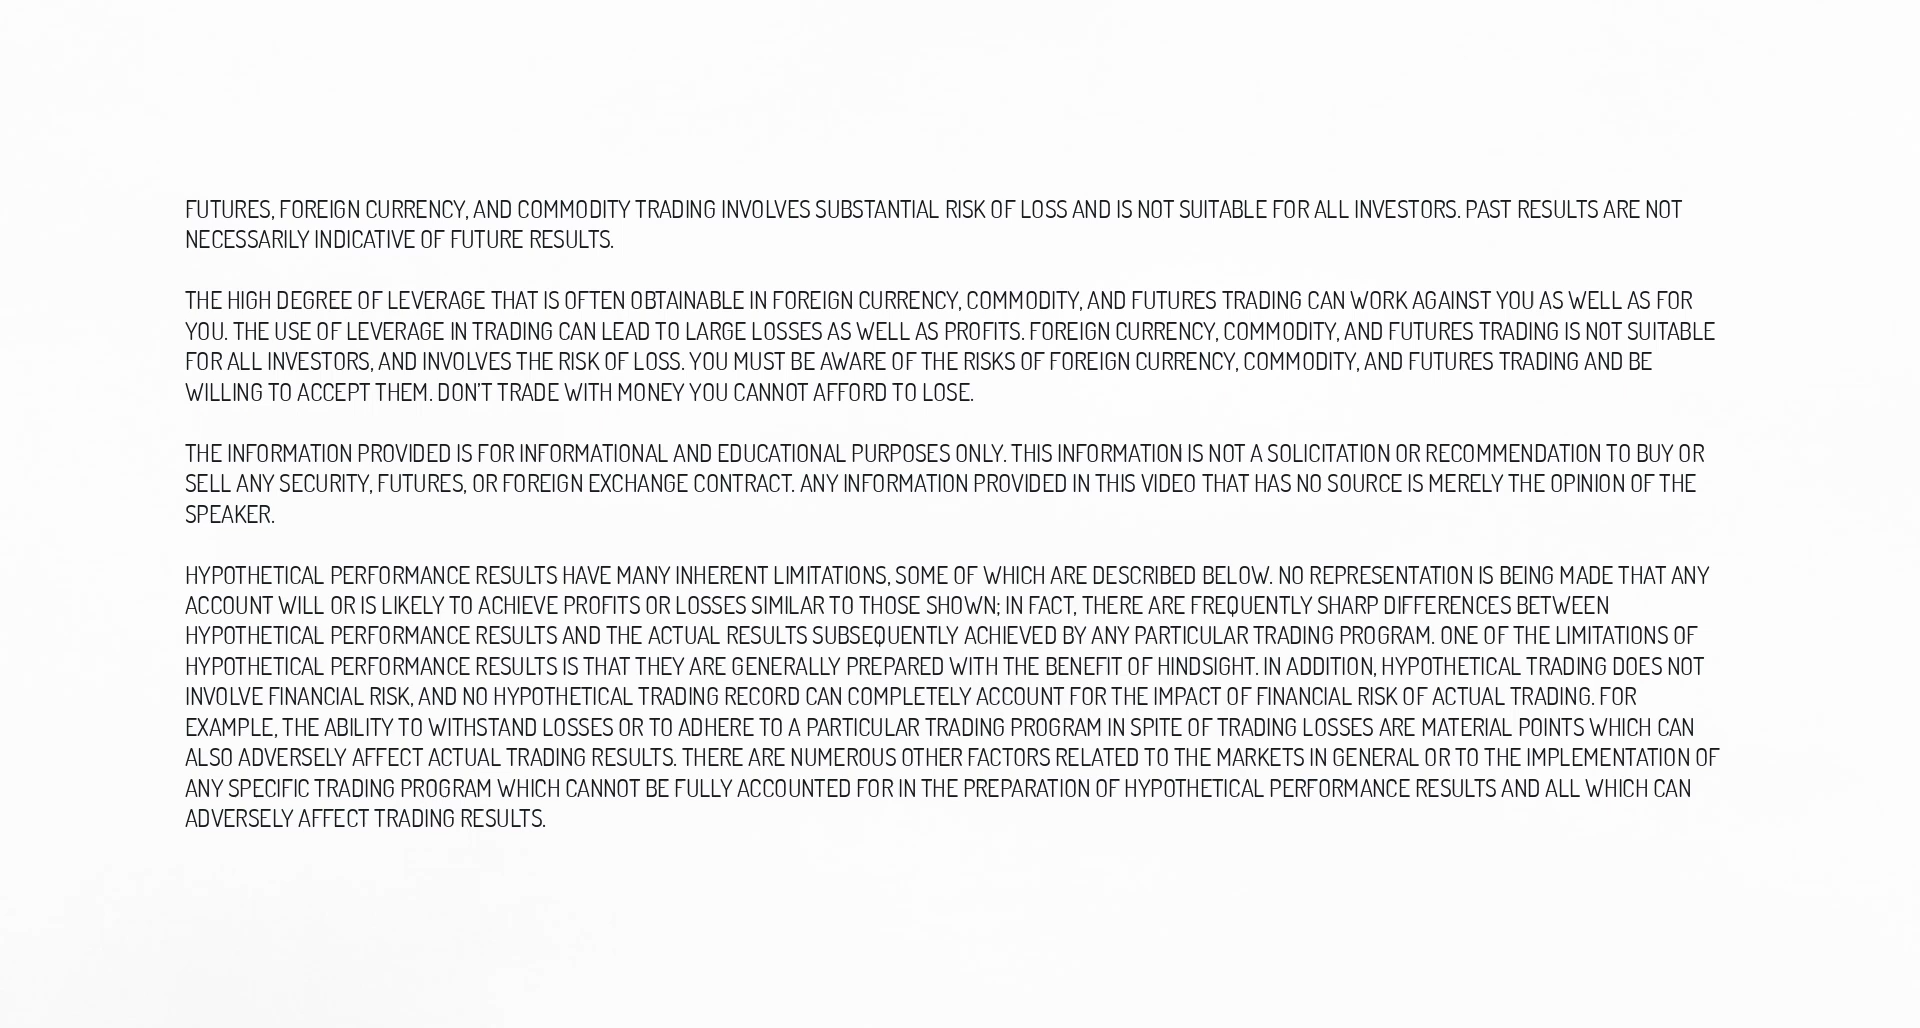 FUTURES, FOREIGN CURRENCY, AND COMMODITY TRADING INVOLVES SUBSTANTIAL RISK OF LOSS AND IS NOT SUITABLE FOR ALL INVESTORS. PAST RESULTS ARE NOT
NECESSARILY INDICATIVE OF FUTURE RESULTS.
THE HIGH DEGREE OF LEVERAGE THAT IS OFTEN OBTAINABLE IN FOREIGN CURRENCY, COMMODITY, AND FUTURES TRADING CAN WORK AGAINST YOU AS WELL AS FOR
YOU. THE USE OF LEVERAGE IN TRADING CAN LEAD TO LARGE LOSSES AS WELL AS PROFITS. FOREIGN CURRENCY, COMMODITY, AND FUTURES TRADING IS NOT SUITABLE
FOR ALL INVESTORS, AND INVOLVES THE RISK OF LOSS. YOU MUST BE AWARE OF THE RISKS OF FOREIGN CURRENCY, COMMODITY, AND FUTURES TRADING AND BE
WILLING TO ACCEPT THEM. DON'T TRADE WITH MONEY YOU CANNOT AFFORD TO LOSE.
THE INFORMATION PROVIDED IS FOR INFORMATIONAL AND EDUCATIONAL PURPOSES ONLY. THIS INFORMATION IS NOT A SOLICITATION OR RECOMMENDATION TO BUY OR
SELL ANY SECURITY, FUTURES, OR FOREIGN EXCHANGE CONTRACT. ANY INFORMATION PROVIDED IN THIS VIDEO THAT HAS NO SOURCE IS MERELY THE OPINION OF THE
SPEAKER.
HYPOTHETICAL PERFORMANCE RESULTS HAVE MANY INHERENT LIMITATIONS, SOME OF WHICH ARE DESCRIBED BELOW. NO REPRESENTATION IS BEING MADE THAT ANY
ACCOUNT WILL OR IS LIKELY TO ACHIEVE PROFITS OR LOSSES SIMILAR TO THOSE SHOWN; IN FACT, THERE ARE FREQUENTLY SHARP DIFFERENCES BETWEEN
HYPOTHETICAL PERFORMANCE RESULTS AND THE ACTUAL RESULTS SUBSEQUENTLY ACHIEVED BY ANY PARTICULAR TRADING PROGRAM. ONE OF THE LIMITATIONS OF
HYPOTHETICAL PERFORMANCE RESULTS IS THAT THEY ARE GENERALLY PREPARED WITH THE BENEFIT OF HINDSIGHT. IN ADDITION, HYPOTHETICAL TRADING DOES NOT
INVOLVE FINANCIAL RISK, AND NO HYPOTHETICAL TRADING RECORD CAN COMPLETELY ACCOUNT FOR THE IMPACT OF FINANCIAL RISK OF ACTUAL TRADING. FOR
EXAMPLE, THE ABILITY TO WITHSTAND LOSSES OR TO ADHERE TO A PARTICULAR TRADING PROGRAM IN SPITE OF TRADING LOSSES ARE MATERIAL POINTS WHICH CAN
ALSO ADVERSELY AFFECT ACTUAL TRADING RESULTS. THERE ARE NUMEROUS OTHER FACTORS RELATED TO THE MARKETS IN GENERAL OR TO THE IMPLEMENTATION OF
ANY SPECIFIC TRADING PROGRAM WHICH CANNOT BE FULLY ACCOUNTED FOR IN THE PREPARATION OF HYPOTHETICAL PERFORMANCE RESULTS AND ALL WHICH CAN
ADVERSELY AFFECT TRADING RESULTS.